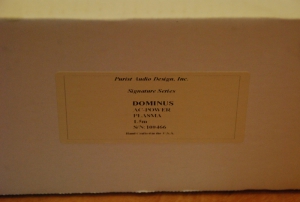 Purist Audio Design, Inc.
Signature Series
DOMINUS
AC-POWER
PLASMA
1.5m